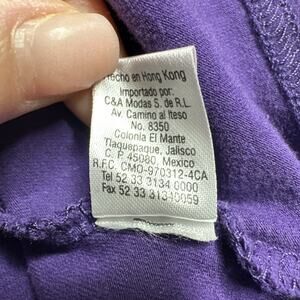 Hecho en Hong Kong
Importado por:
C&A Modas S. de R.L.
Av. Camino al Iteso
No. 8350
Colonia El Mante
Tlaquepaque, Jalisco
C. P. 45080, Mexico
R.F.C. CMO-970312-4CA
Tel 52 33 3134 0000
Fax 52 33 31340059